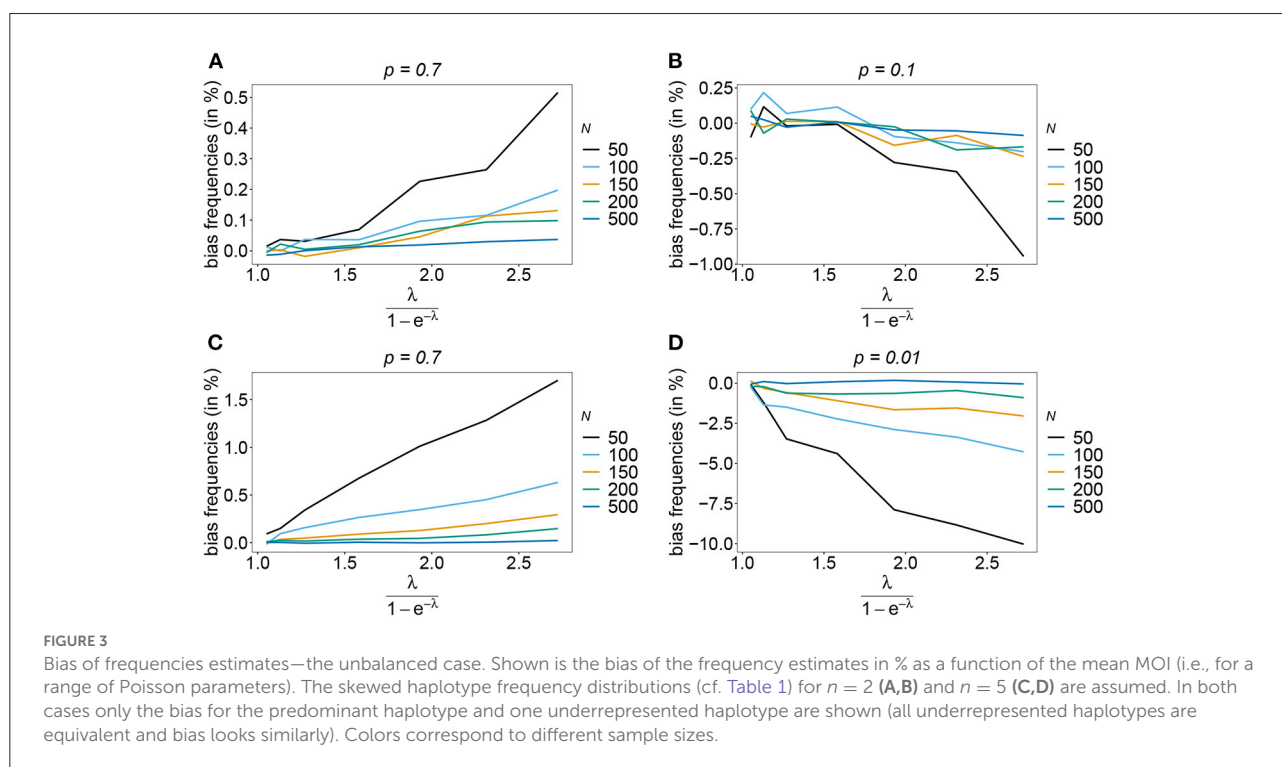 A
p = 0.7
bias frequencies (in %)
0.5
0.4
0.3
0.2
0.1
0.0
1.0 1.5 2.0 2.5
λ
1 – e⁻λ
N
50
100
150
200
500
B
p = 0.1
bias frequencies (in %)
0.25
0.00
−0.25
−0.50
−0.75
−1.00
1.0 1.5 2.0 2.5
λ
1 – e⁻λ
N
50
100
150
200
500
C
p = 0.7
bias frequencies (in %)
1.5
1.0
0.5
0.0
1.0 1.5 2.0 2.5
λ
1 – e⁻λ
N
50
100
150
200
500
D
p = 0.01
bias frequencies (in %)
0.0
−2.5
−5.0
−7.5
−10.0
1.0 1.5 2.0 2.5
λ
1 – e⁻λ
N
50
100
150
200
500
FIGURE 3
Bias of frequencies estimates—the unbalanced case. Shown is the bias of the frequency estimates in % as a function of the mean MOI (i.e., for a
range of Poisson parameters). The skewed haplotype frequency distributions (cf. Table 1) for n = 2 (A,B) and n = 5 (C,D) are assumed. In both
cases only the bias for the predominant haplotype and one underrepresented haplotype are shown (all underrepresented haplotypes are
equivalent and bias looks similarly). Colors correspond to different sample sizes.